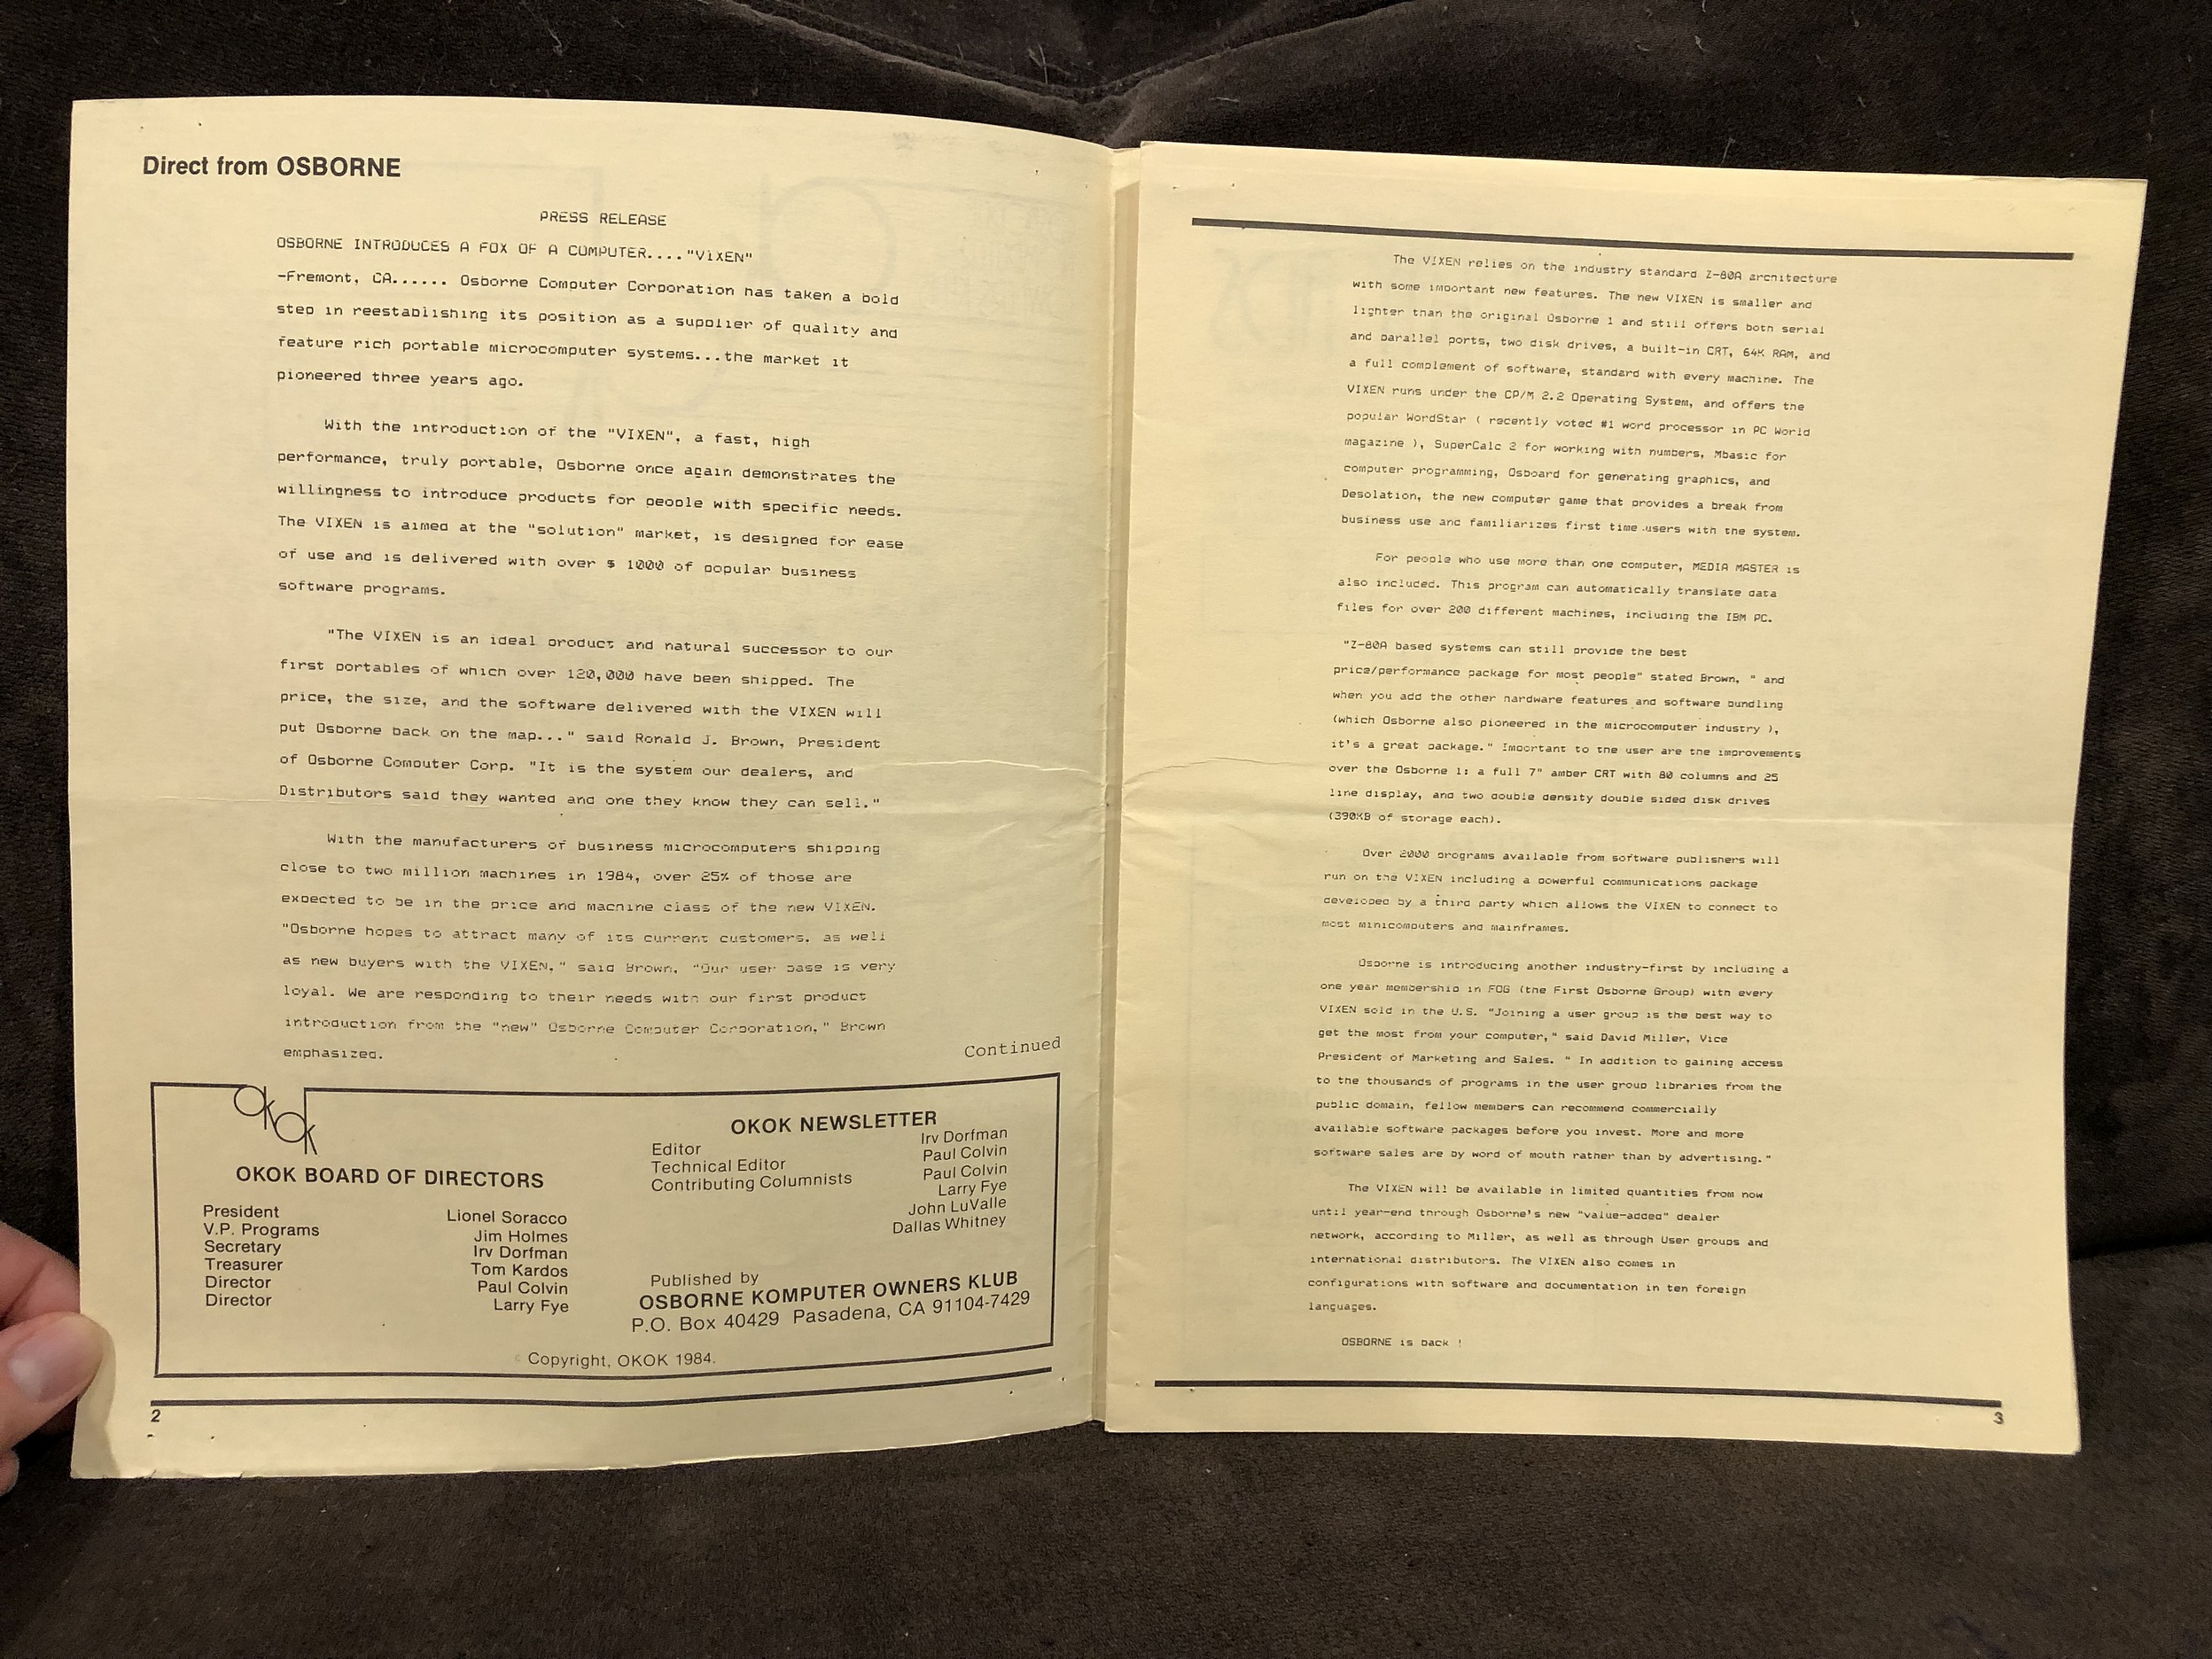 Direct from OSBORNE
PRESS RELEASE
OSBORNE INTRODUCES A FOX OF A COMPUTER...."VIXEN"
-Fremont, CA...... Osborne Computer Corporation has taken a bold
step in reestablishing its position as a supplier of quality and
feature rich portable microcomputer systems...the market it
pioneered three years ago.
With the introduction of the "VIXEN", a fast, high
performance, truly portable, Osborne once again demonstrates the
willingness to introduce products for people with specific needs.
The VIXEN is aimed at the "solution" market, is designed for ease
of use and is delivered with over $ 1000 of popular business
software programs.
"The VIXEN is an ideal product and natural successor to our
first portables of which over 120,000 have been shipped. The
price, the size, and the software delivered with the VIXEN will
put Osborne back on the map..." said Ronald J. Brown, President
of Osborne Computer Corp. "It is the system our dealers, and
Distributors said they wanted and one they know they can sell."
With the manufacturers of business microcomputers shipping
close to two million machines in 1984, over 25% of those are
expected to be in the price and machine class of the new VIXEN.
"Osborne hopes to attract many of its current customers, as well
as new buyers with the VIXEN," said Brown. "Our user base is very
loyal. We are responding to their needs with our first product
introduction from the "new" Osborne Computer Corporation," Brown
emphasized.
Continued
OKOK
OKOK BOARD OF DIRECTORS
President Lionel Soracco
V.P. Programs Jim Holmes
Secretary Irv Dorfman
Treasurer Tom Kardos
Director Paul Colvin
Director Larry Fye
OKOK NEWSLETTER
Editor Irv Dorfman
Technical Editor Paul Colvin
Contributing Columnists Paul Colvin
Larry Fye
John LuValle
Dallas Whitney
Published by
OSBORNE KOMPUTER OWNERS KLUB
P.O. Box 40429 Pasadena, CA 91104-7429
Copyright, OKOK 1984.
2
The VIXEN relies on the industry standard Z-80A architecture
with some important new features. The new VIXEN is smaller and
lighter than the original Osborne 1 and still offers both serial
and parallel ports, two disk drives, a built-in CRT, 64K RAM, and
a full complement of software, standard with every machine. The
VIXEN runs under the CP/M 2.2 Operating System, and offers the
popular WordStar ( recently voted #1 word processor in PC World
magazine ), SuperCalc 2 for working with numbers, Mbasic for
computer programming, Osboard for generating graphics, and
Desolation, the new computer game that provides a break from
business use and familiarizes first time users with the system.
For people who use more than one computer, MEDIA MASTER is
also included. This program can automatically translate data
files for over 200 different machines, including the IBM PC.
"Z-80A based systems can still provide the best
price/performance package for most people" stated Brown, " and
when you add the other hardware features and software bundling
(which Osborne also pioneered in the microcomputer industry ),
it's a great package." Important to the user are the improvements
over the Osborne 1: a full 7" amber CRT with 80 columns and 25
line display, and two double density double sided disk drives
(390KB of storage each).
Over 2000 programs available from software publishers will
run on the VIXEN including a powerful communications package
developed by a third party which allows the VIXEN to connect to
most minicomputers and mainframes.
Osborne is introducing another industry-first by including a
one year membership in FOG (the First Osborne Group) with every
VIXEN sold in the U.S. "Joining a user group is the best way to
get the most from your computer," said David Miller, Vice
President of Marketing and Sales. " In addition to gaining access
to the thousands of programs in the user group libraries from the
public domain, fellow members can recommend commercially
available software packages before you invest. More and more
software sales are by word of mouth rather than by advertising."
The VIXEN will be available in limited quantities from now
until year-end through Osborne's new "value-added" dealer
network, according to Miller, as well as through User groups and
international distributors. The VIXEN also comes in
configurations with software and documentation in ten foreign
languages.
OSBORNE is back !
3